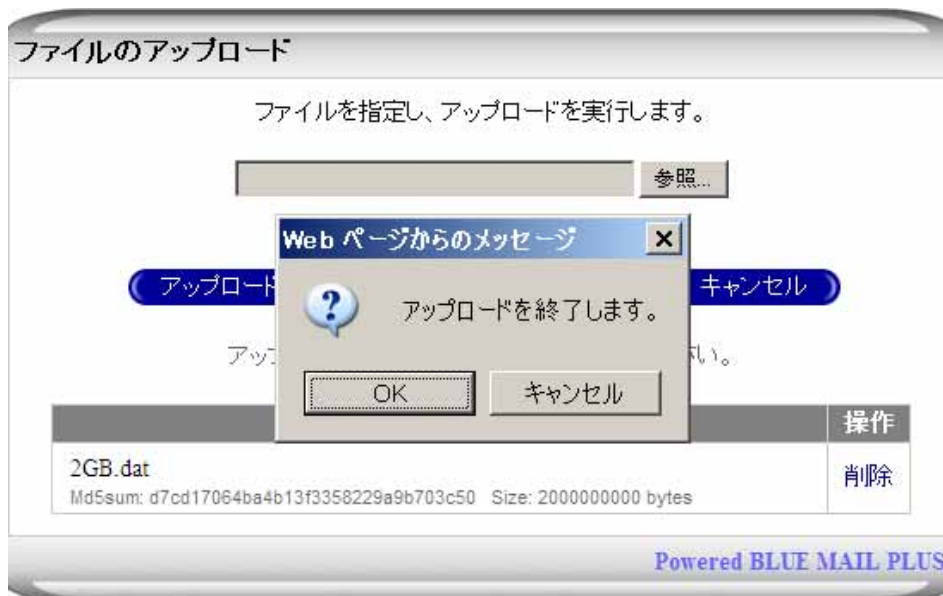 ファイルのアップロード
ファイルを指定し、アップロードを実行します。
参照...
Web ページからのメッセージ
アップロードを終了します。
アップロード
キャンセル
OK
キャンセル
操作
2GB.dat
削除
Md5sum: d7cd17064ba4b13f3358229a9b703c50 Size: 2000000000 bytes
Powered BLUE MAIL PLUS